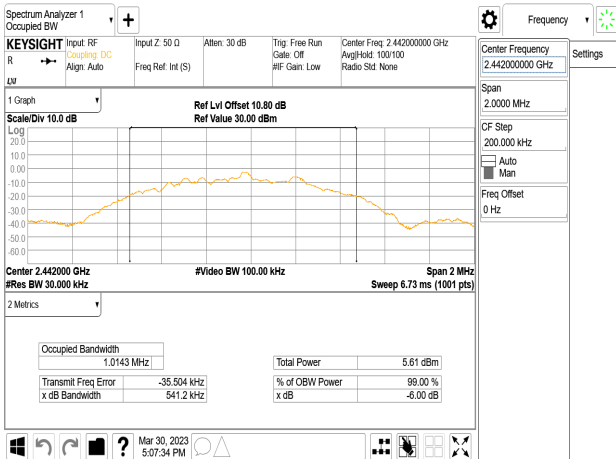 Spectrum Analyzer 1
Occupied BW
Frequency
KEYSIGHT
R
Input: RF
Coupling: DC
Align: Auto
Input Z: 50 Ω
Freq Ref: Int (S)
Atten: 30 dB
Trig: Free Run
Gate: Off
#IF Gain: Low
Center Freq: 2.442000000 GHz
Avg|Hold: 100/100
Radio Std: None
Center Frequency
2.442000000 GHz
Settings
Span
2.0000 MHz
CF Step
200.000 kHz
Auto
Man
Freq Offset
0 Hz
1 Graph
Scale/Div 10.0 dB
Ref Lvl Offset 10.80 dB
Ref Value 30.00 dBm
Log
20.0
10.0
0.00
-10.0
-20.0
-30.0
-40.0
-50.0
-60.0
Center 2.442000 GHz
#Video BW 100.00 kHz
Span 2 MHz
#Res BW 30.000 kHz
Sweep 6.73 ms (1001 pts)
2 Metrics
Occupied Bandwidth
1.0143 MHz
Total Power 5.61 dBm
Transmit Freq Error -35.504 kHz
% of OBW Power 99.00 %
x dB Bandwidth 541.2 kHz
x dB -6.00 dB
?
Mar 30, 2023
5:07:34 PM